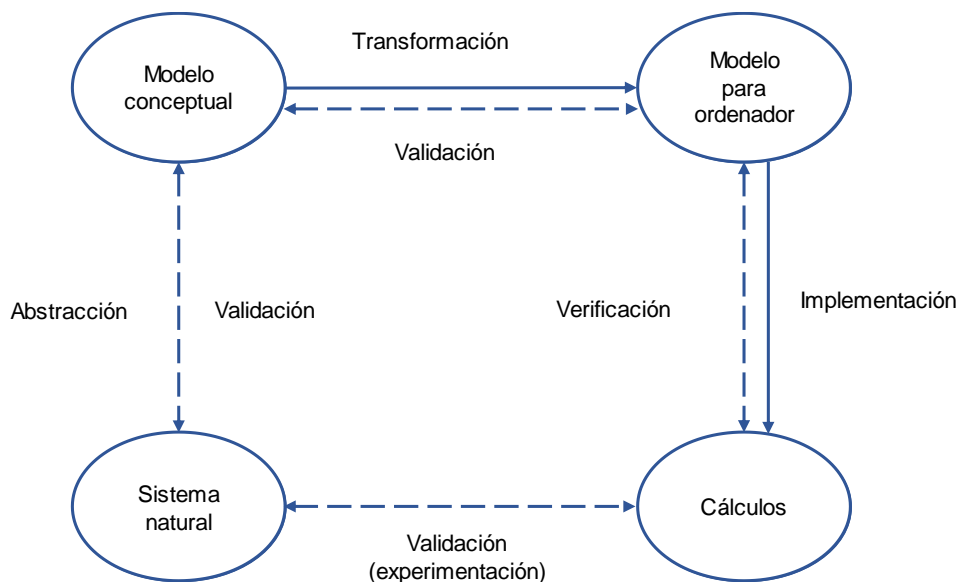 Transformación
Modelo
conceptual
Modelo
para
ordenador
Validación
Abstracción
Validación
Verificación
Implementación
Sistema
natural
Cálculos
Validación
(experimentación)